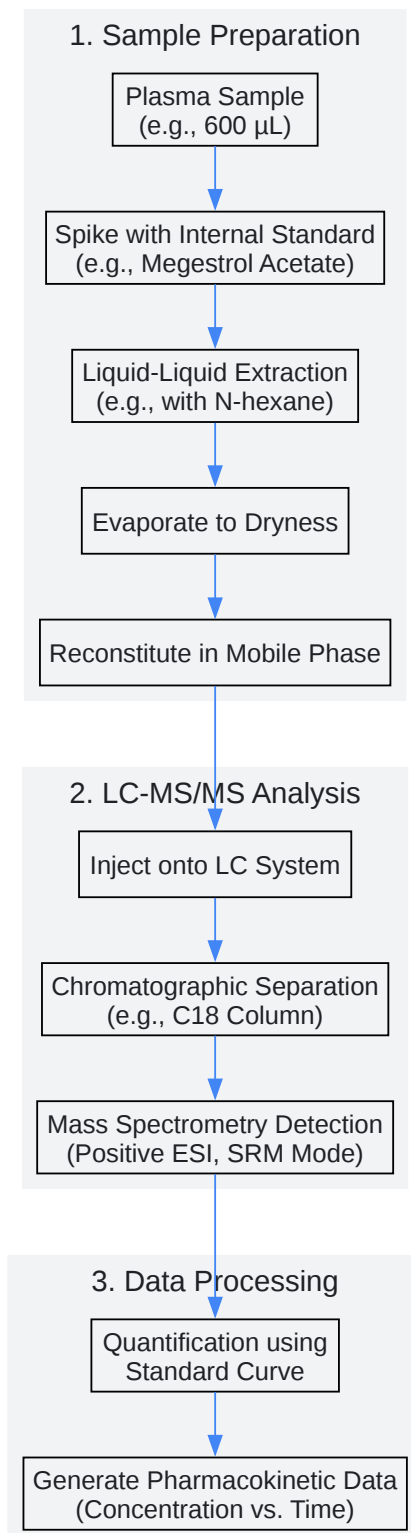 1. Sample Preparation
Plasma Sample
(e.g., 600 µL)
Spike with Internal Standard
(e.g., Megestrol Acetate)
Liquid-Liquid Extraction
(e.g., with N-hexane)
Evaporate to Dryness
Reconstitute in Mobile Phase
2. LC-MS/MS Analysis
Inject onto LC System
Chromatographic Separation
(e.g., C18 Column)
Mass Spectrometry Detection
(Positive ESI, SRM Mode)
3. Data Processing
Quantification using
Standard Curve
Generate Pharmacokinetic Data
(Concentration vs. Time)